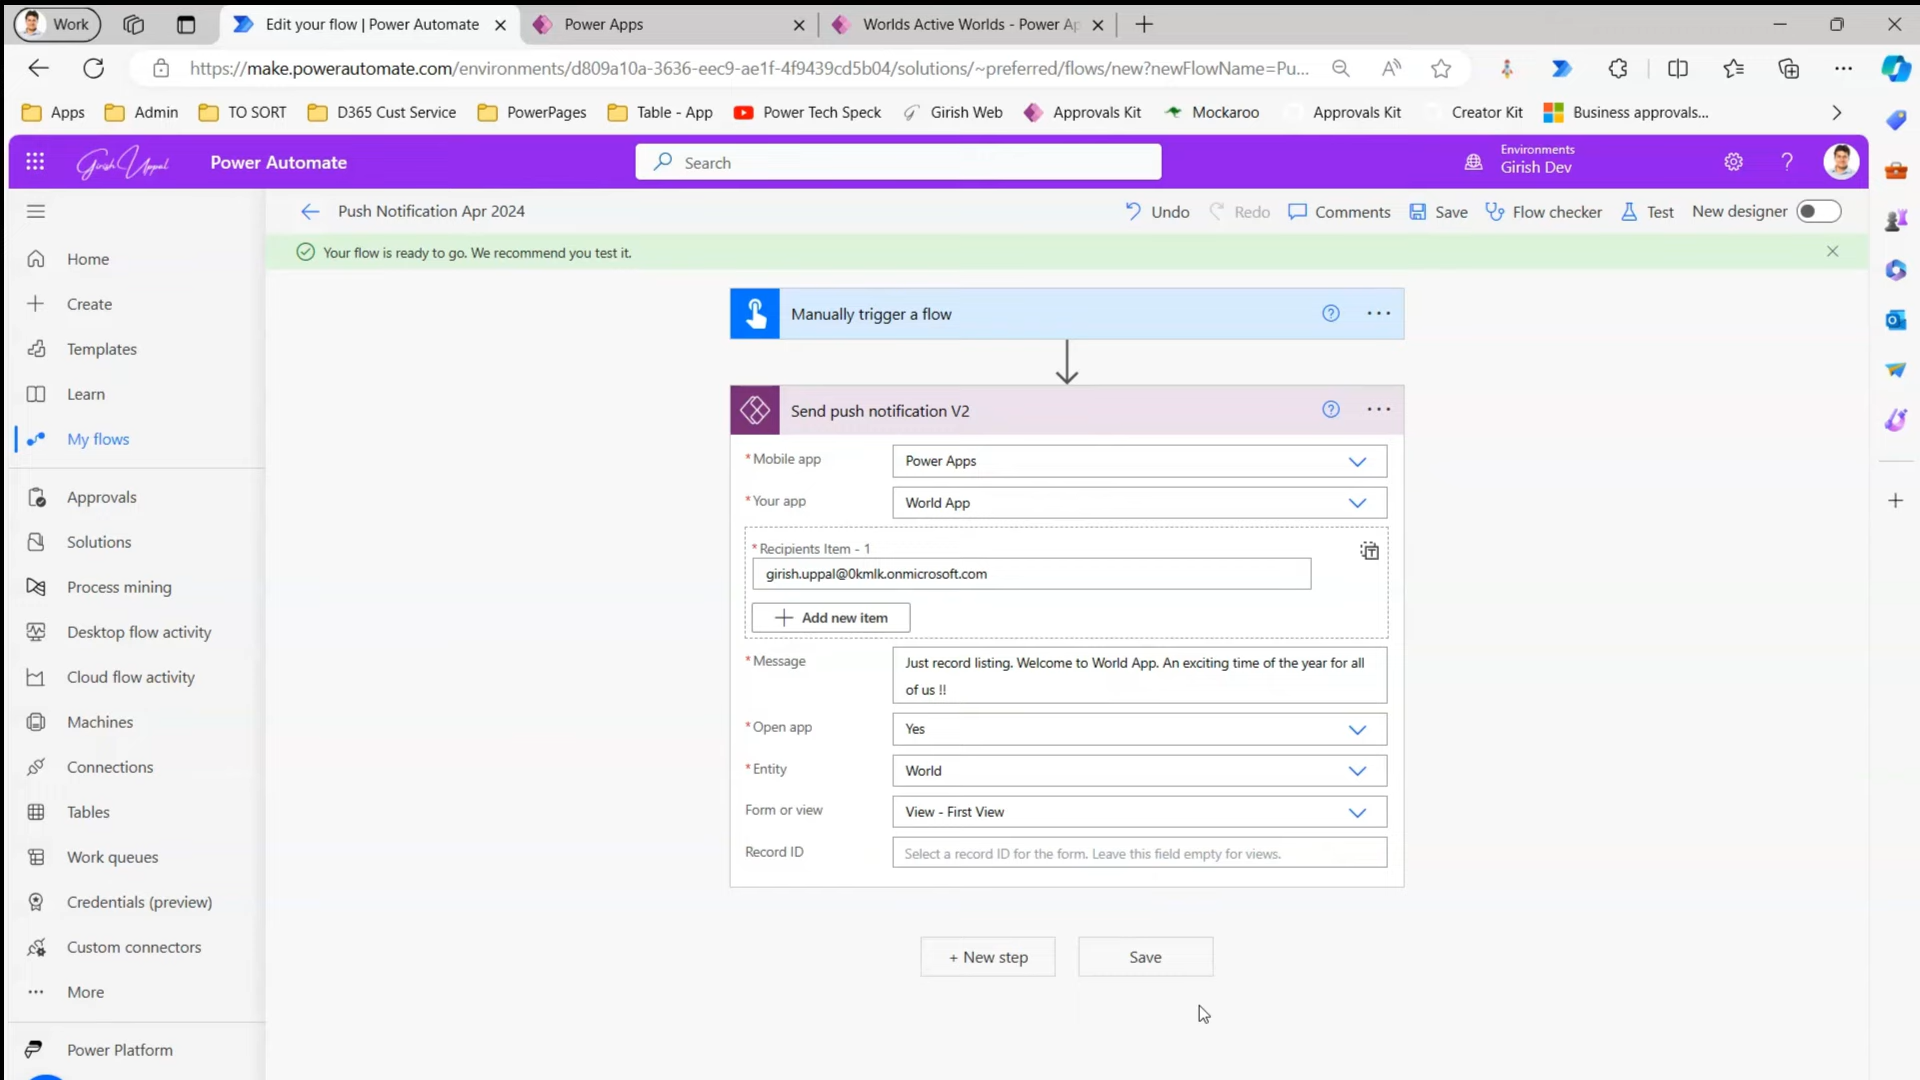 Work
Edit your flow | Power Automate
Power Apps
Worlds Active Worlds - Power Ap
https://make.powerautomate.com/environments/d809a10a-3636-eec9-ae1f-4f9439cd5b04/solutions/~preferred/flows/new?newFlowName=Pu...
Apps
Admin
TO SORT
D365 Cust Service
PowerPages
Table - App
Power Tech Speck
Girish Web
Approvals Kit
Mockaroo
Approvals Kit
Creator Kit
Business approvals...
Girish Uppal
Power Automate
Search
Environments
Girish Dev
Push Notification Apr 2024
Undo
Redo
Comments
Save
Flow checker
Test
New designer
Your flow is ready to go. We recommend you test it.
Home
Create
Templates
Learn
My flows
Approvals
Solutions
Process mining
Desktop flow activity
Cloud flow activity
Machines
Connections
Tables
Work queues
Credentials (preview)
Custom connectors
More
Power Platform
Manually trigger a flow
Send push notification V2
* Mobile app
Power Apps
* Your app
World App
* Recipients Item - 1
girish.uppal@0kmlk.onmicrosoft.com
Add new item
* Message
Just record listing. Welcome to World App. An exciting time of the year for all
of us !!
* Open app
Yes
* Entity
World
Form or view
View - First View
Record ID
Select a record ID for the form. Leave this field empty for views.
+ New step
Save